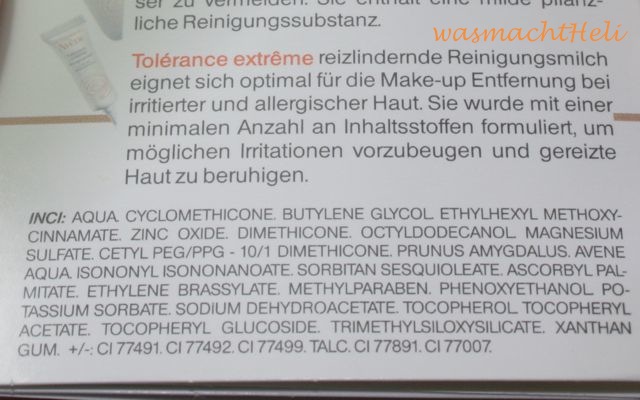 ser zu vermeiden. Sie enthält eine milde pflanz-
liche Reinigungssubstanz.
wasmachtHeli
Tolérance extrême reizlindernde Reinigungsmilch
eignet sich optimal für die Make-up Entfernung bei
irritierter und allergischer Haut. Sie wurde mit einer
minimalen Anzahl an Inhaltsstoffen formuliert, um
möglichen Irritationen vorzubeugen und gereizte
Haut zu beruhigen.
INCI: AQUA. CYCLOMETHICONE. BUTYLENE GLYCOL. ETHYLHEXYL METHOXY-
CINNAMATE. ZINC OXIDE. DIMETHICONE. OCTYLDODECANOL. MAGNESIUM
SULFATE. CETYL PEG/PPG - 10/1 DIMETHICONE. PRUNUS AMYGDALUS. AVENE
AQUA. ISONONYL ISONONANOATE. SORBITAN SESQUIOLEATE. ASCORBYL PAL-
MITATE. ETHYLENE BRASSYLATE. METHYLPARABEN. PHENOXYETHANOL. PO-
TASSIUM SORBATE. SODIUM DEHYDROACETATE. TOCOPHEROL. TOCOPHERYL
ACETATE. TOCOPHERYL GLUCOSIDE. TRIMETHYLSILOXYSILICATE. XANTHAN
GUM. +/-: CI 77491. CI 77492. CI 77499. TALC. CI 77891. CI 77007.